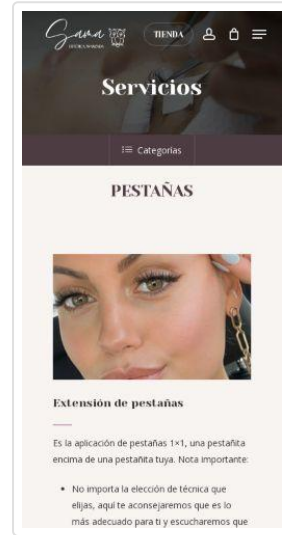 Gama
TIENDA
Servicios
Categorías
PESTAÑAS
Extensión de pestañas
Es la aplicación de pestañas 1×1, una pestañita
encima de una pestañita tuya. Nota importante:
• No importa la elección de técnica que
elijas, aquí te aconsejaremos que es lo
más adecuado para ti y escucharemos que